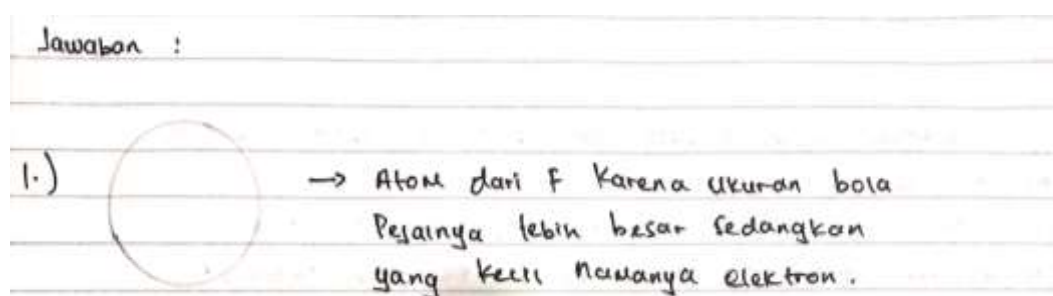 Jawaban :
1.) → Atom dari F Karena ukuran bola
Pejalnya lebih besar sedangkan
yang kecil namanya elektron.